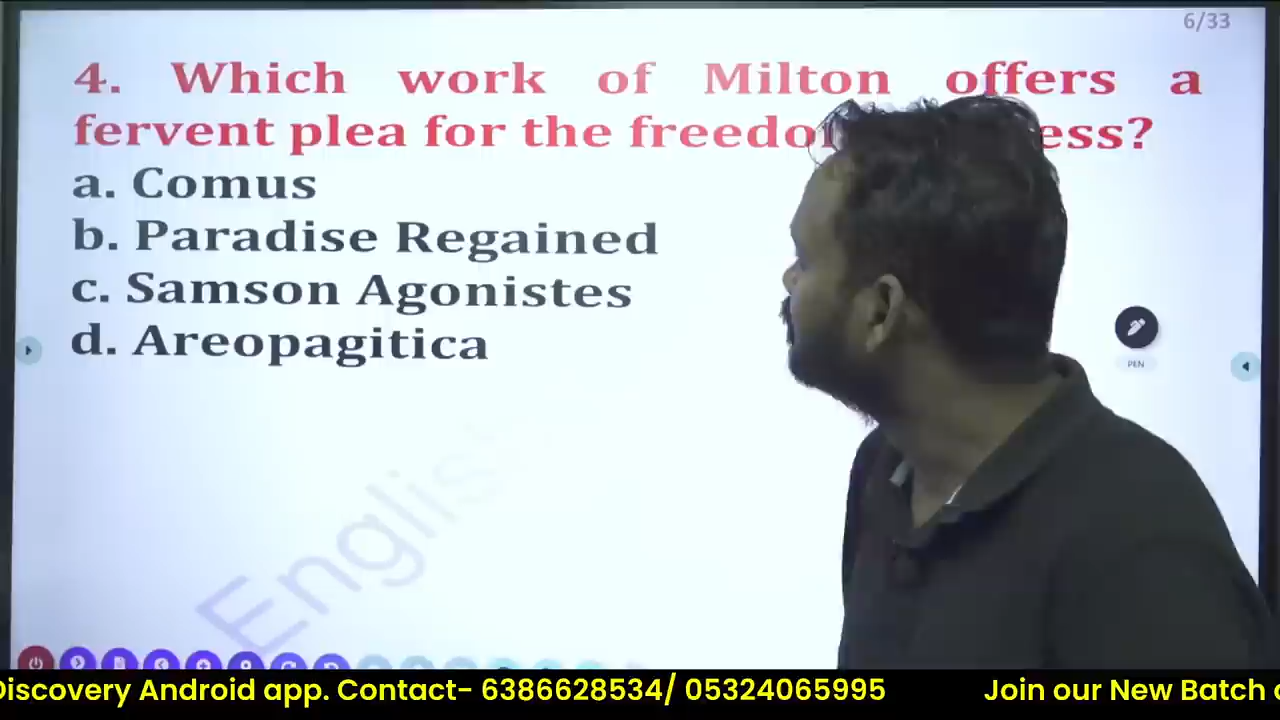 6/33
4. Which work of Milton offers a
fervent plea for the ess?
a. Comus
b. Paradise Regained
c. Samson Agonistes
d. Areopagitica
PEN
Englis
Discovery Android app. Contact- 6386628534/ 05324065995 Join our New Batch